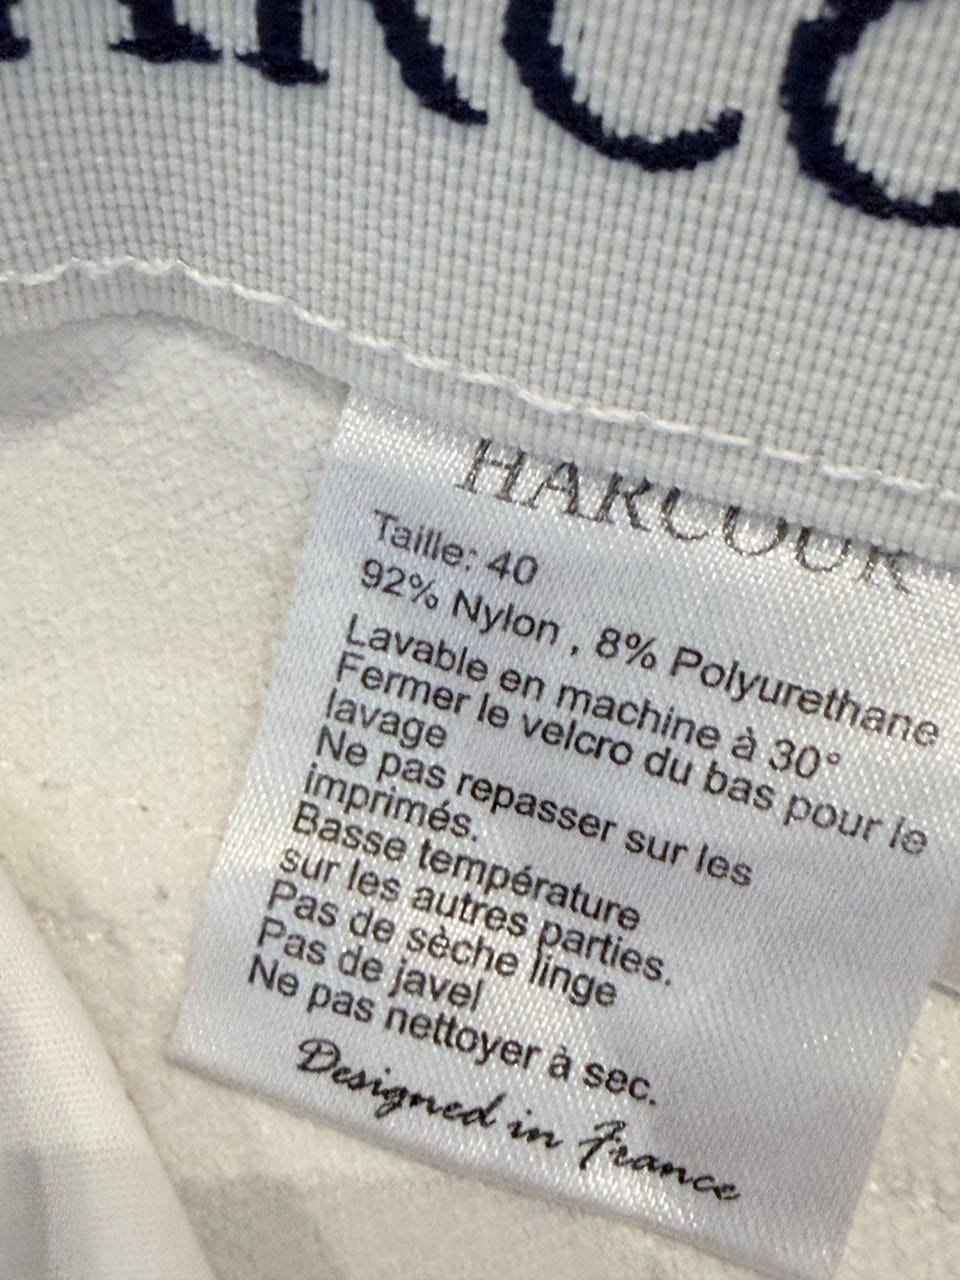 ARCO
HARCOUR
Taille: 40
92% Nylon , 8% Polyurethane
Lavable en machine à 30°
Fermer le velcro du bas pour le
lavage
Ne pas repasser sur les
imprimés.
Basse température
sur les autres parties.
Pas de sèche linge
Pas de javel
Ne pas nettoyer à sec.
Designed in France